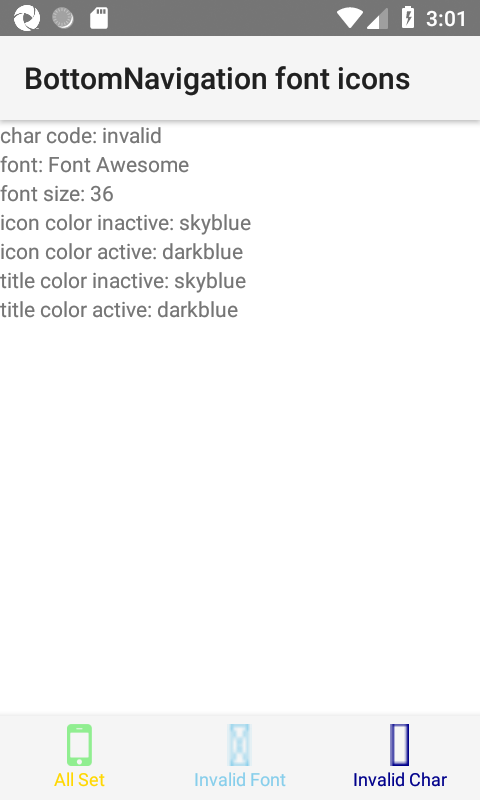 3:01
BottomNavigation font icons
char code: invalid
font: Font Awesome
font size: 36
icon color inactive: skyblue
icon color active: darkblue
title color inactive: skyblue
title color active: darkblue
All Set
Invalid Font
Invalid Char